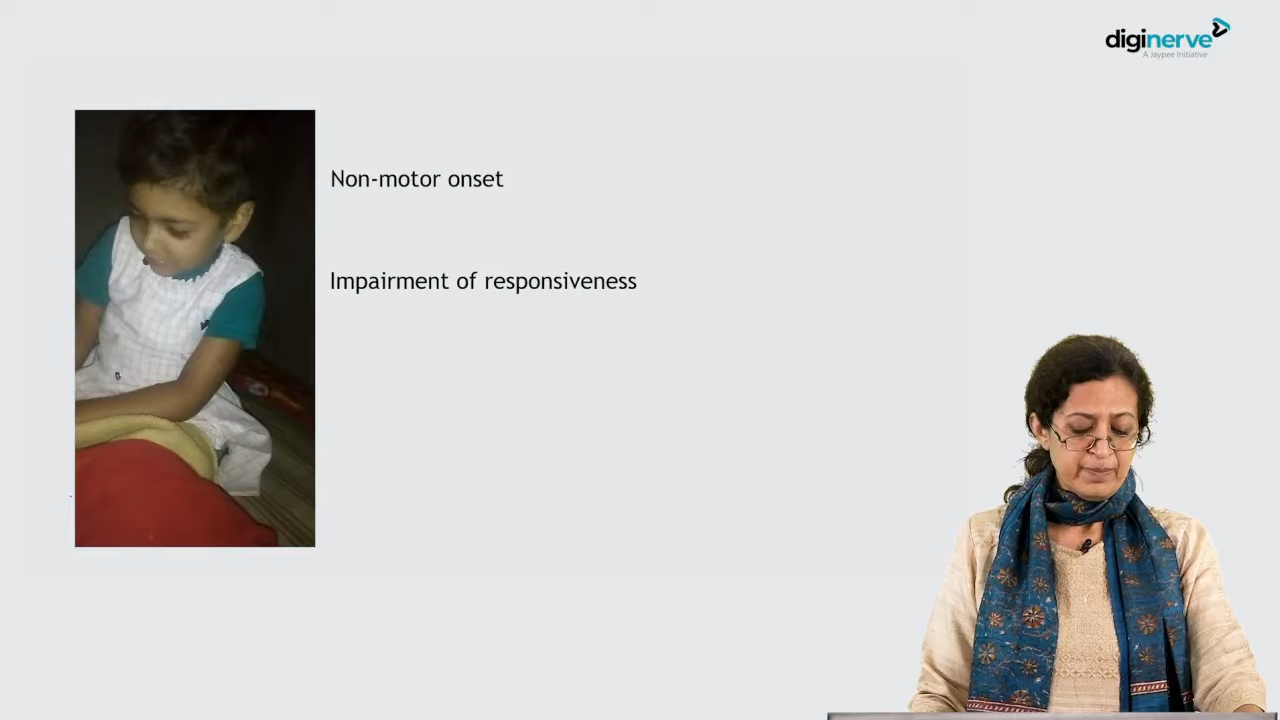 diginerve
A Jaypee Initiative
Non-motor onset
Impairment of responsiveness